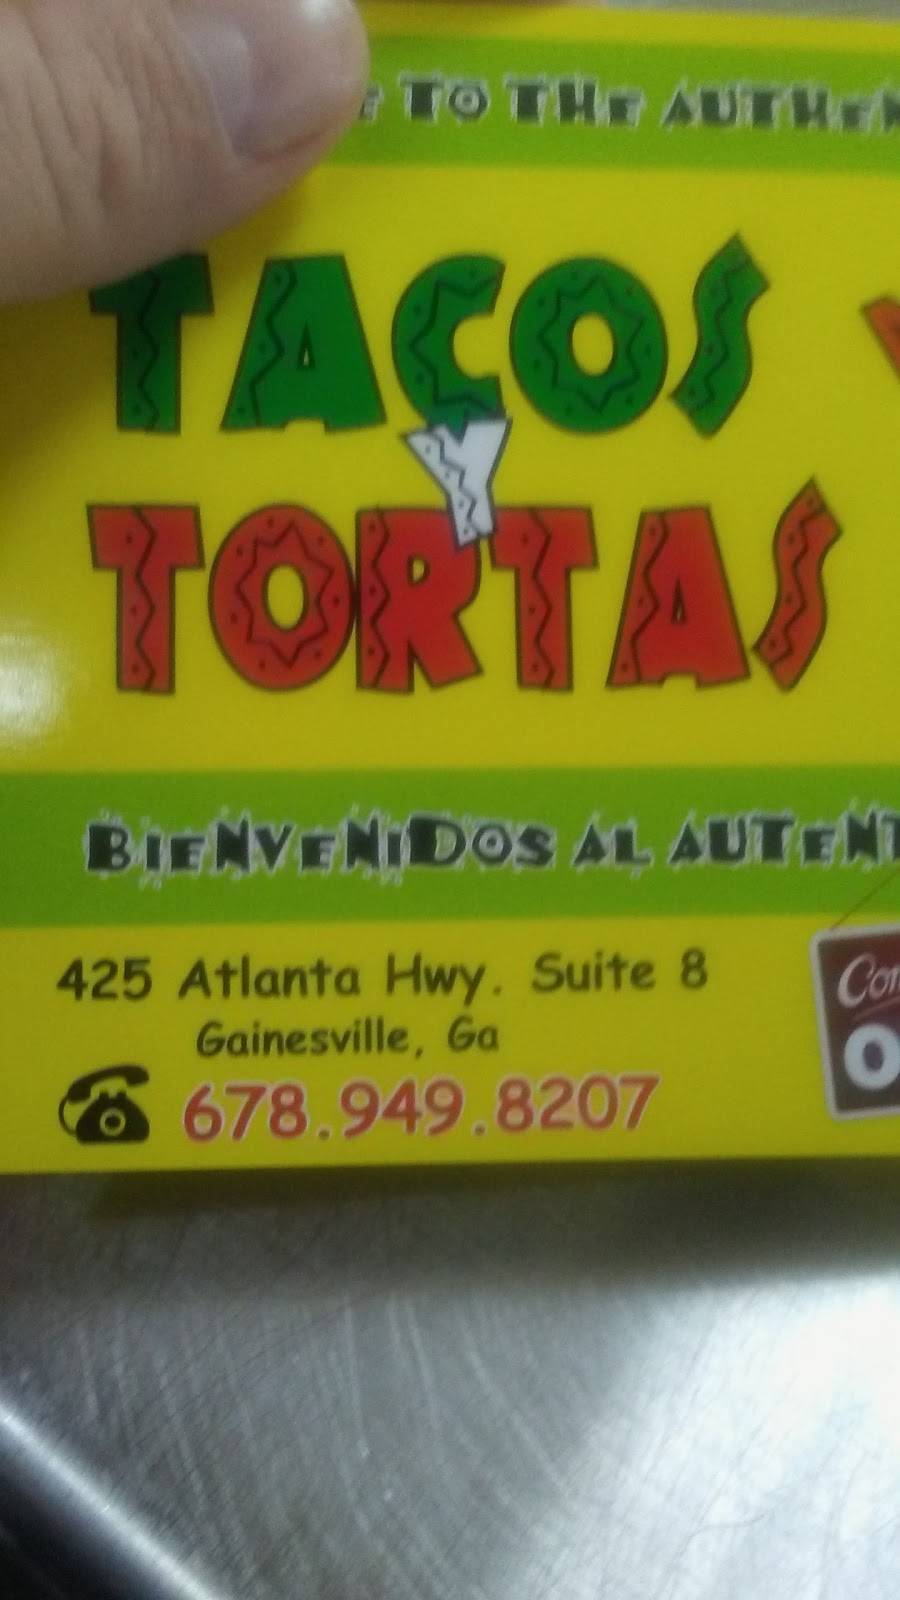 TO THE
TACOS
Y
TORTAS
BIENVENIDOS AL
425 Atlanta Hwy. Suite 8
Gainesville, Ga
678.949.8207